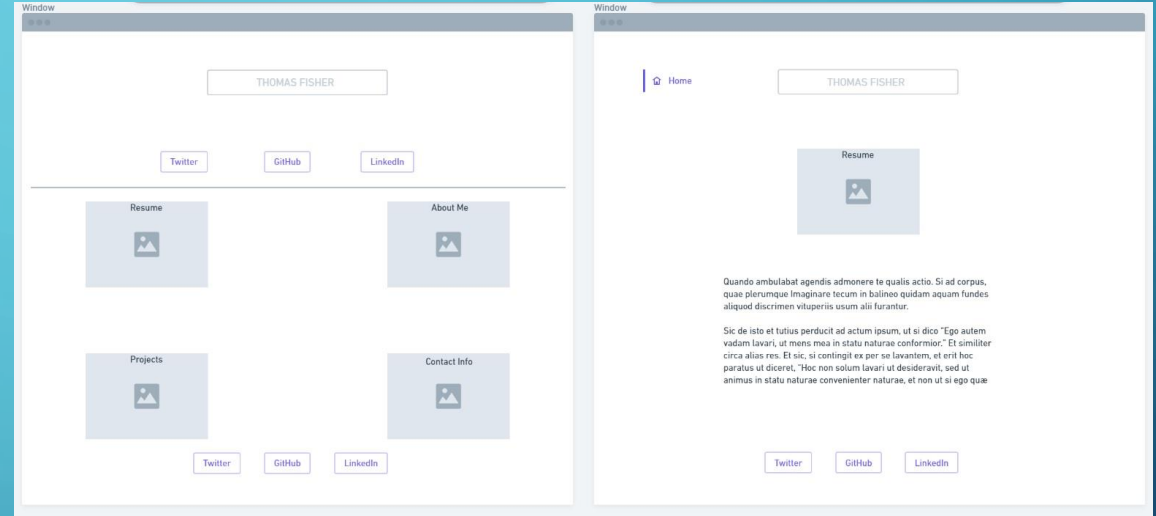 Window
THOMAS FISHER
Twitter GitHub LinkedIn
Resume About Me
Projects Contact Info
Twitter GitHub LinkedIn
Window
Home THOMAS FISHER
Resume
Quando ambulabat agendis admonere te qualis actio. Si ad corpus,
quae plerumque Imaginare tecum in balineo quidam aquam fundes
aliquod discrimen vituperiis usum alii furantur.
Sic de isto et tutius perducit ad actum ipsum, ut si dico "Ego autem
vadam lavari, ut mens mea in statu naturae conformior." Et similiter
circa alias res. Et sic, si contingit ex per se lavantem, et erit hoc
paratus ut diceret, "Hoc non solum lavari ut desideravit, sed ut
animus in statu naturae convenienter naturae, et non ut si ego quæ
Twitter GitHub LinkedIn